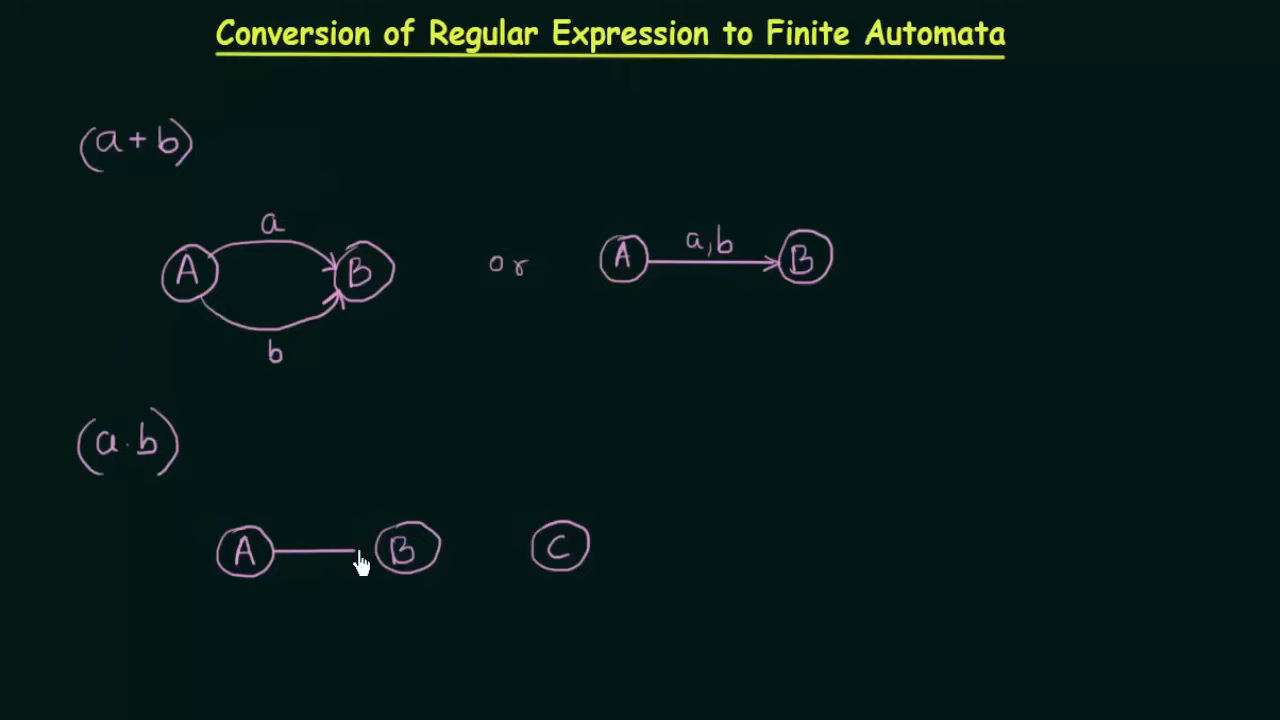 Conversion of Regular Expression to Finite Automata
(a + b)
a
A B or A a,b B
b
(a . b)
A B C